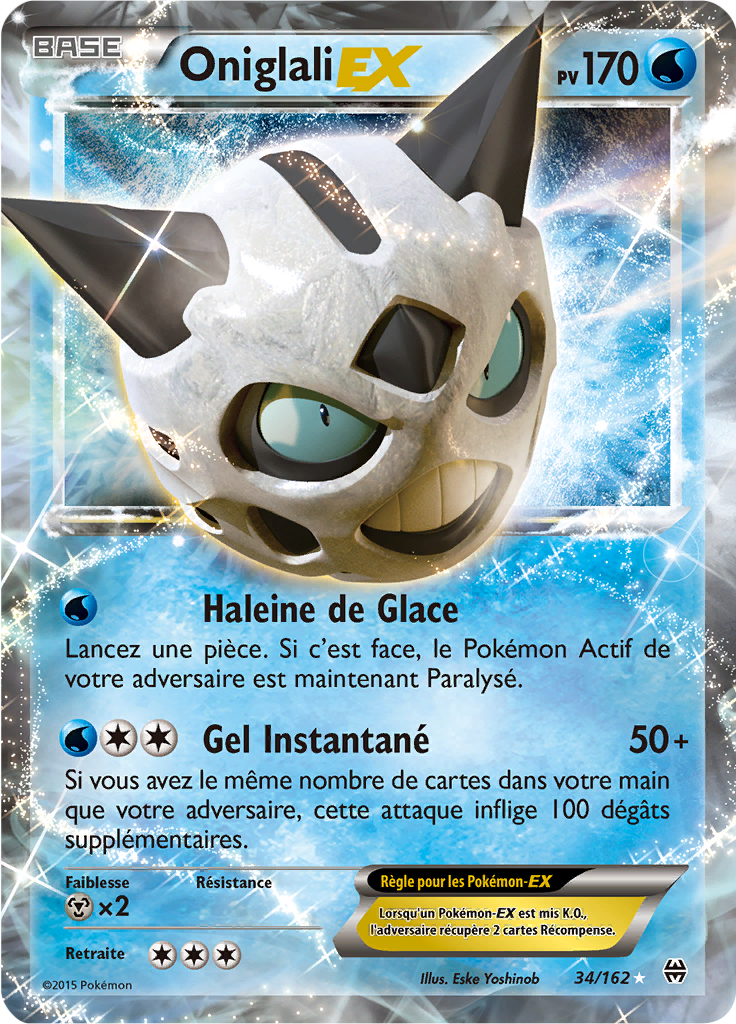 BASE
Oniglali EX
PV 170
Haleine de Glace
Lancez une pièce. Si c'est face, le Pokémon Actif de
votre adversaire est maintenant Paralysé.
Gel Instantané 50+
Si vous avez le même nombre de cartes dans votre main
que votre adversaire, cette attaque inflige 100 dégâts
supplémentaires.
Faiblesse Résistance
×2
Retraite
Règle pour les Pokémon-EX
Lorsqu'un Pokémon-EX est mis K.O.,
l'adversaire récupère 2 cartes Récompense.
©2015 Pokémon
Illus. Eske Yoshinob
34/162